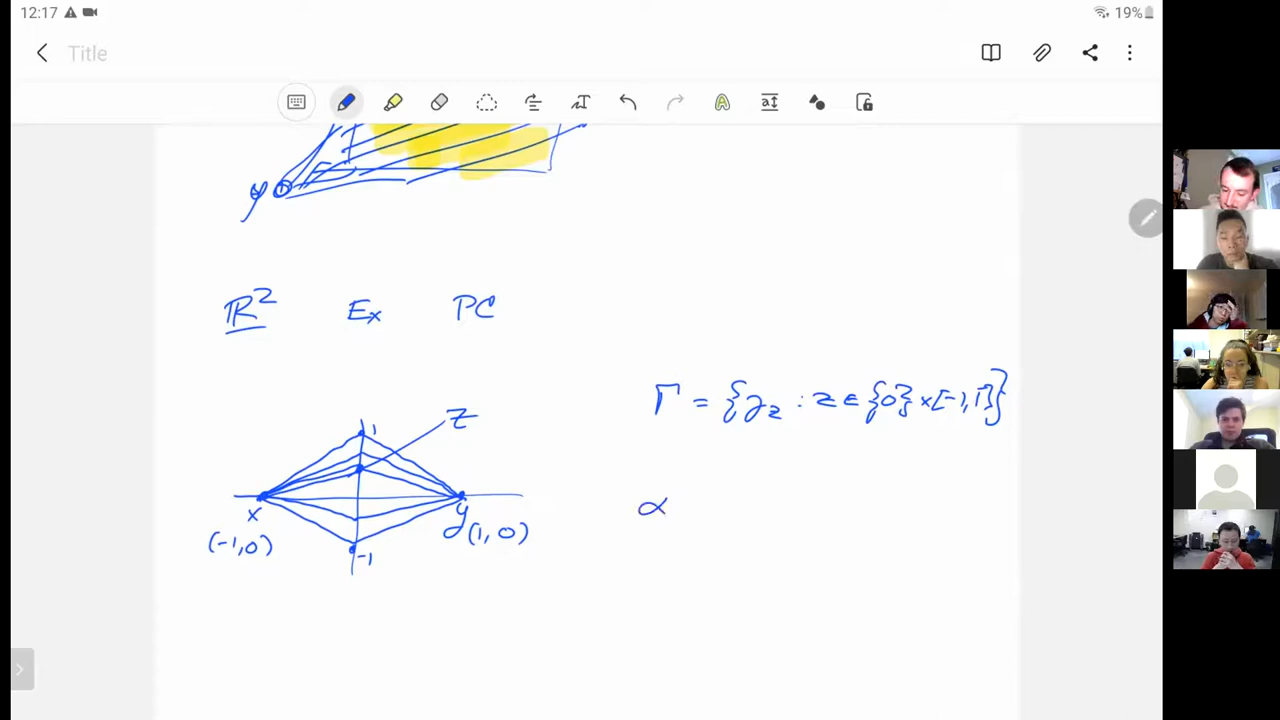 12:17 19%
Title
ℝ² Ex PC
Γ = {γ_z : z ∈ {0} × [-1, 1]}
1 z
x y
(-1,0) (1,0)
-1
α